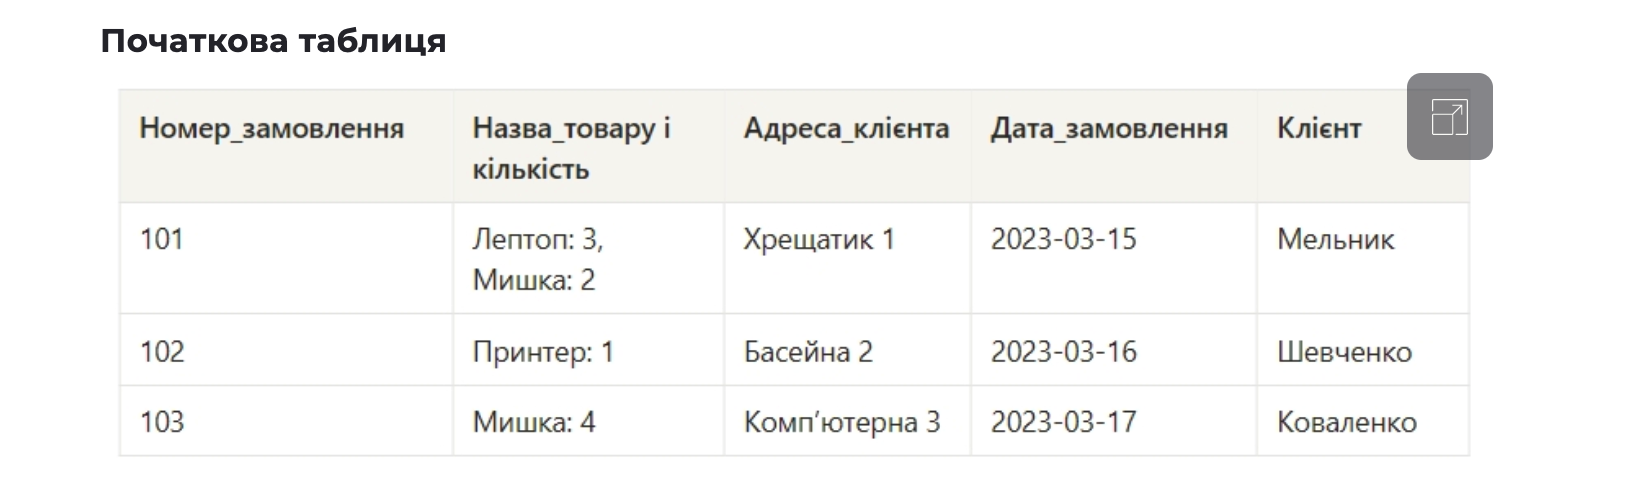 Початкова таблиця
Номер_замовлення
Назва_товару і
кількість
Адреса_клієнта
Дата_замовлення
Клієнт
101
Лептоп: 3,
Мишка: 2
Хрещатик 1
2023-03-15
Мельник
102
Принтер: 1
Басейна 2
2023-03-16
Шевченко
103
Мишка: 4
Комп’ютерна 3
2023-03-17
Коваленко